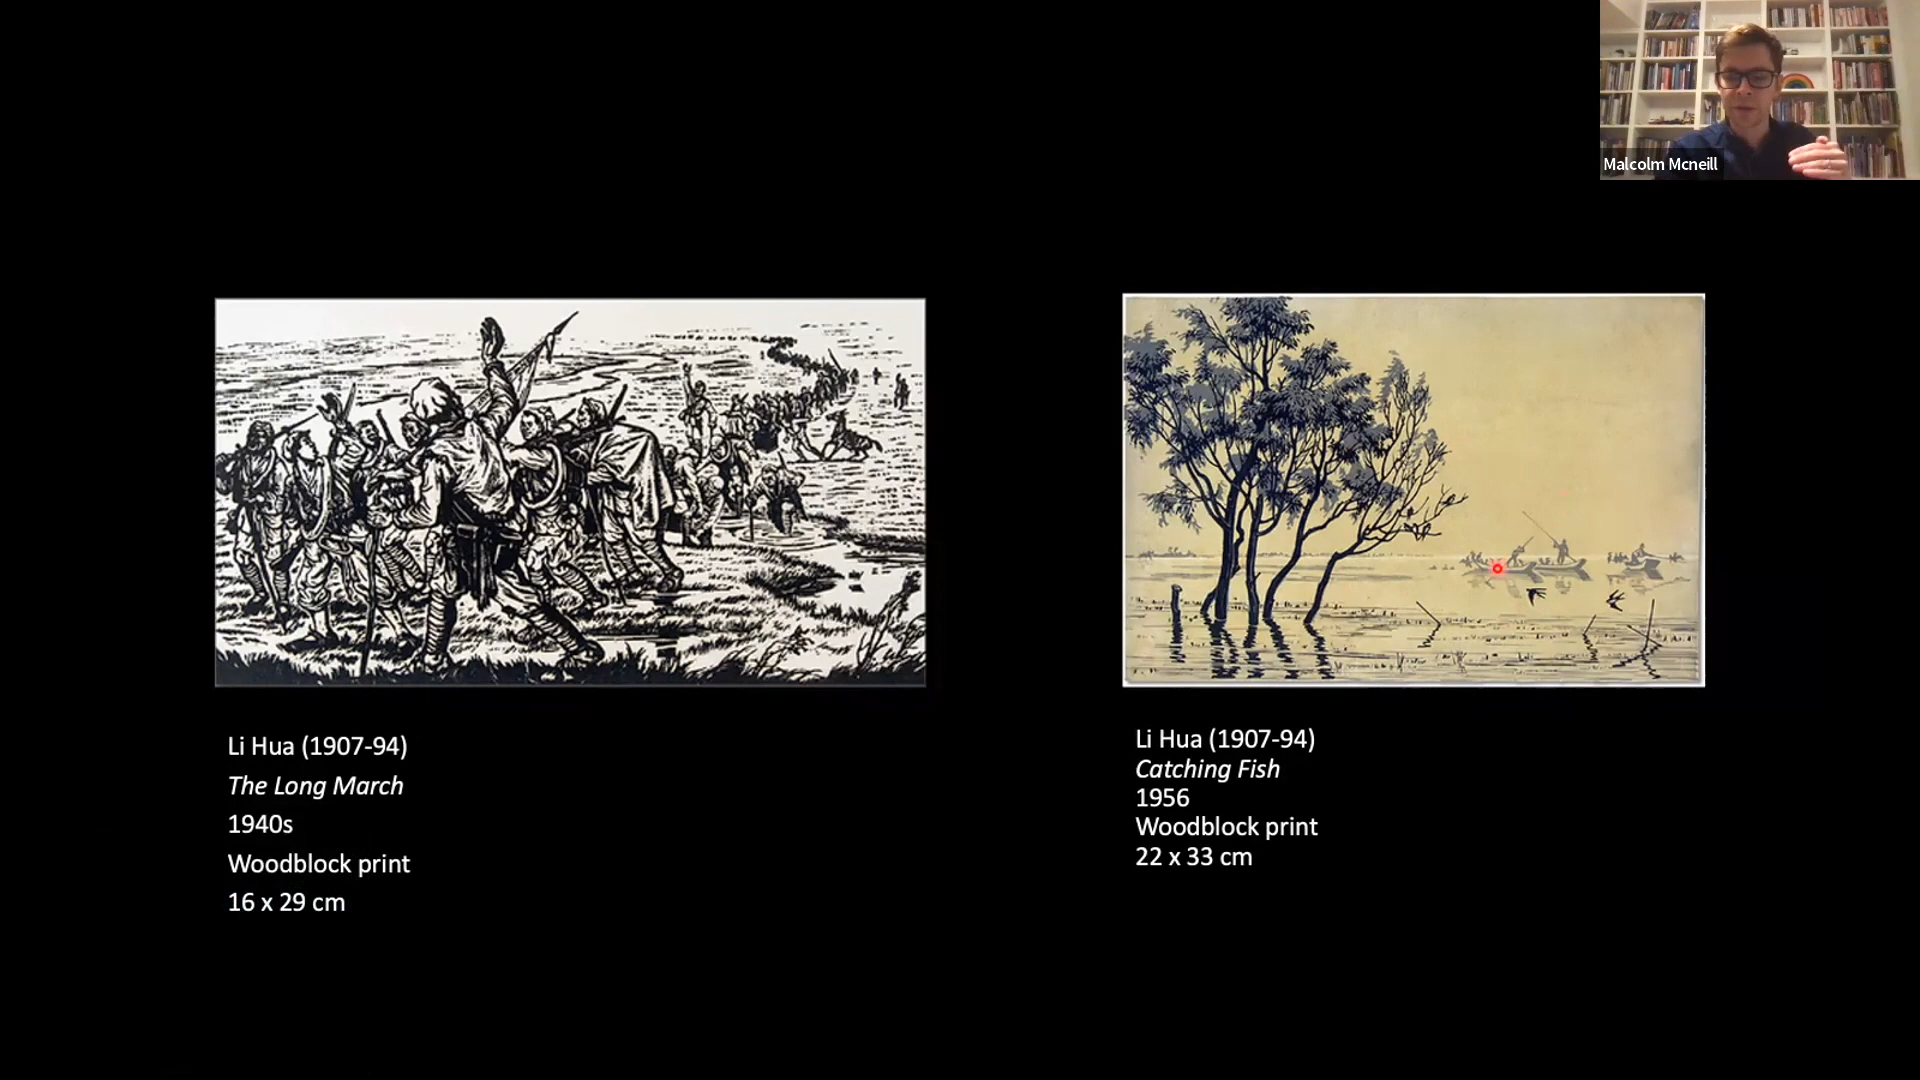 Malcolm Mcneill
Li Hua (1907-94)
The Long March
1940s
Woodblock print
16 x 29 cm
Li Hua (1907-94)
Catching Fish
1956
Woodblock print
22 x 33 cm